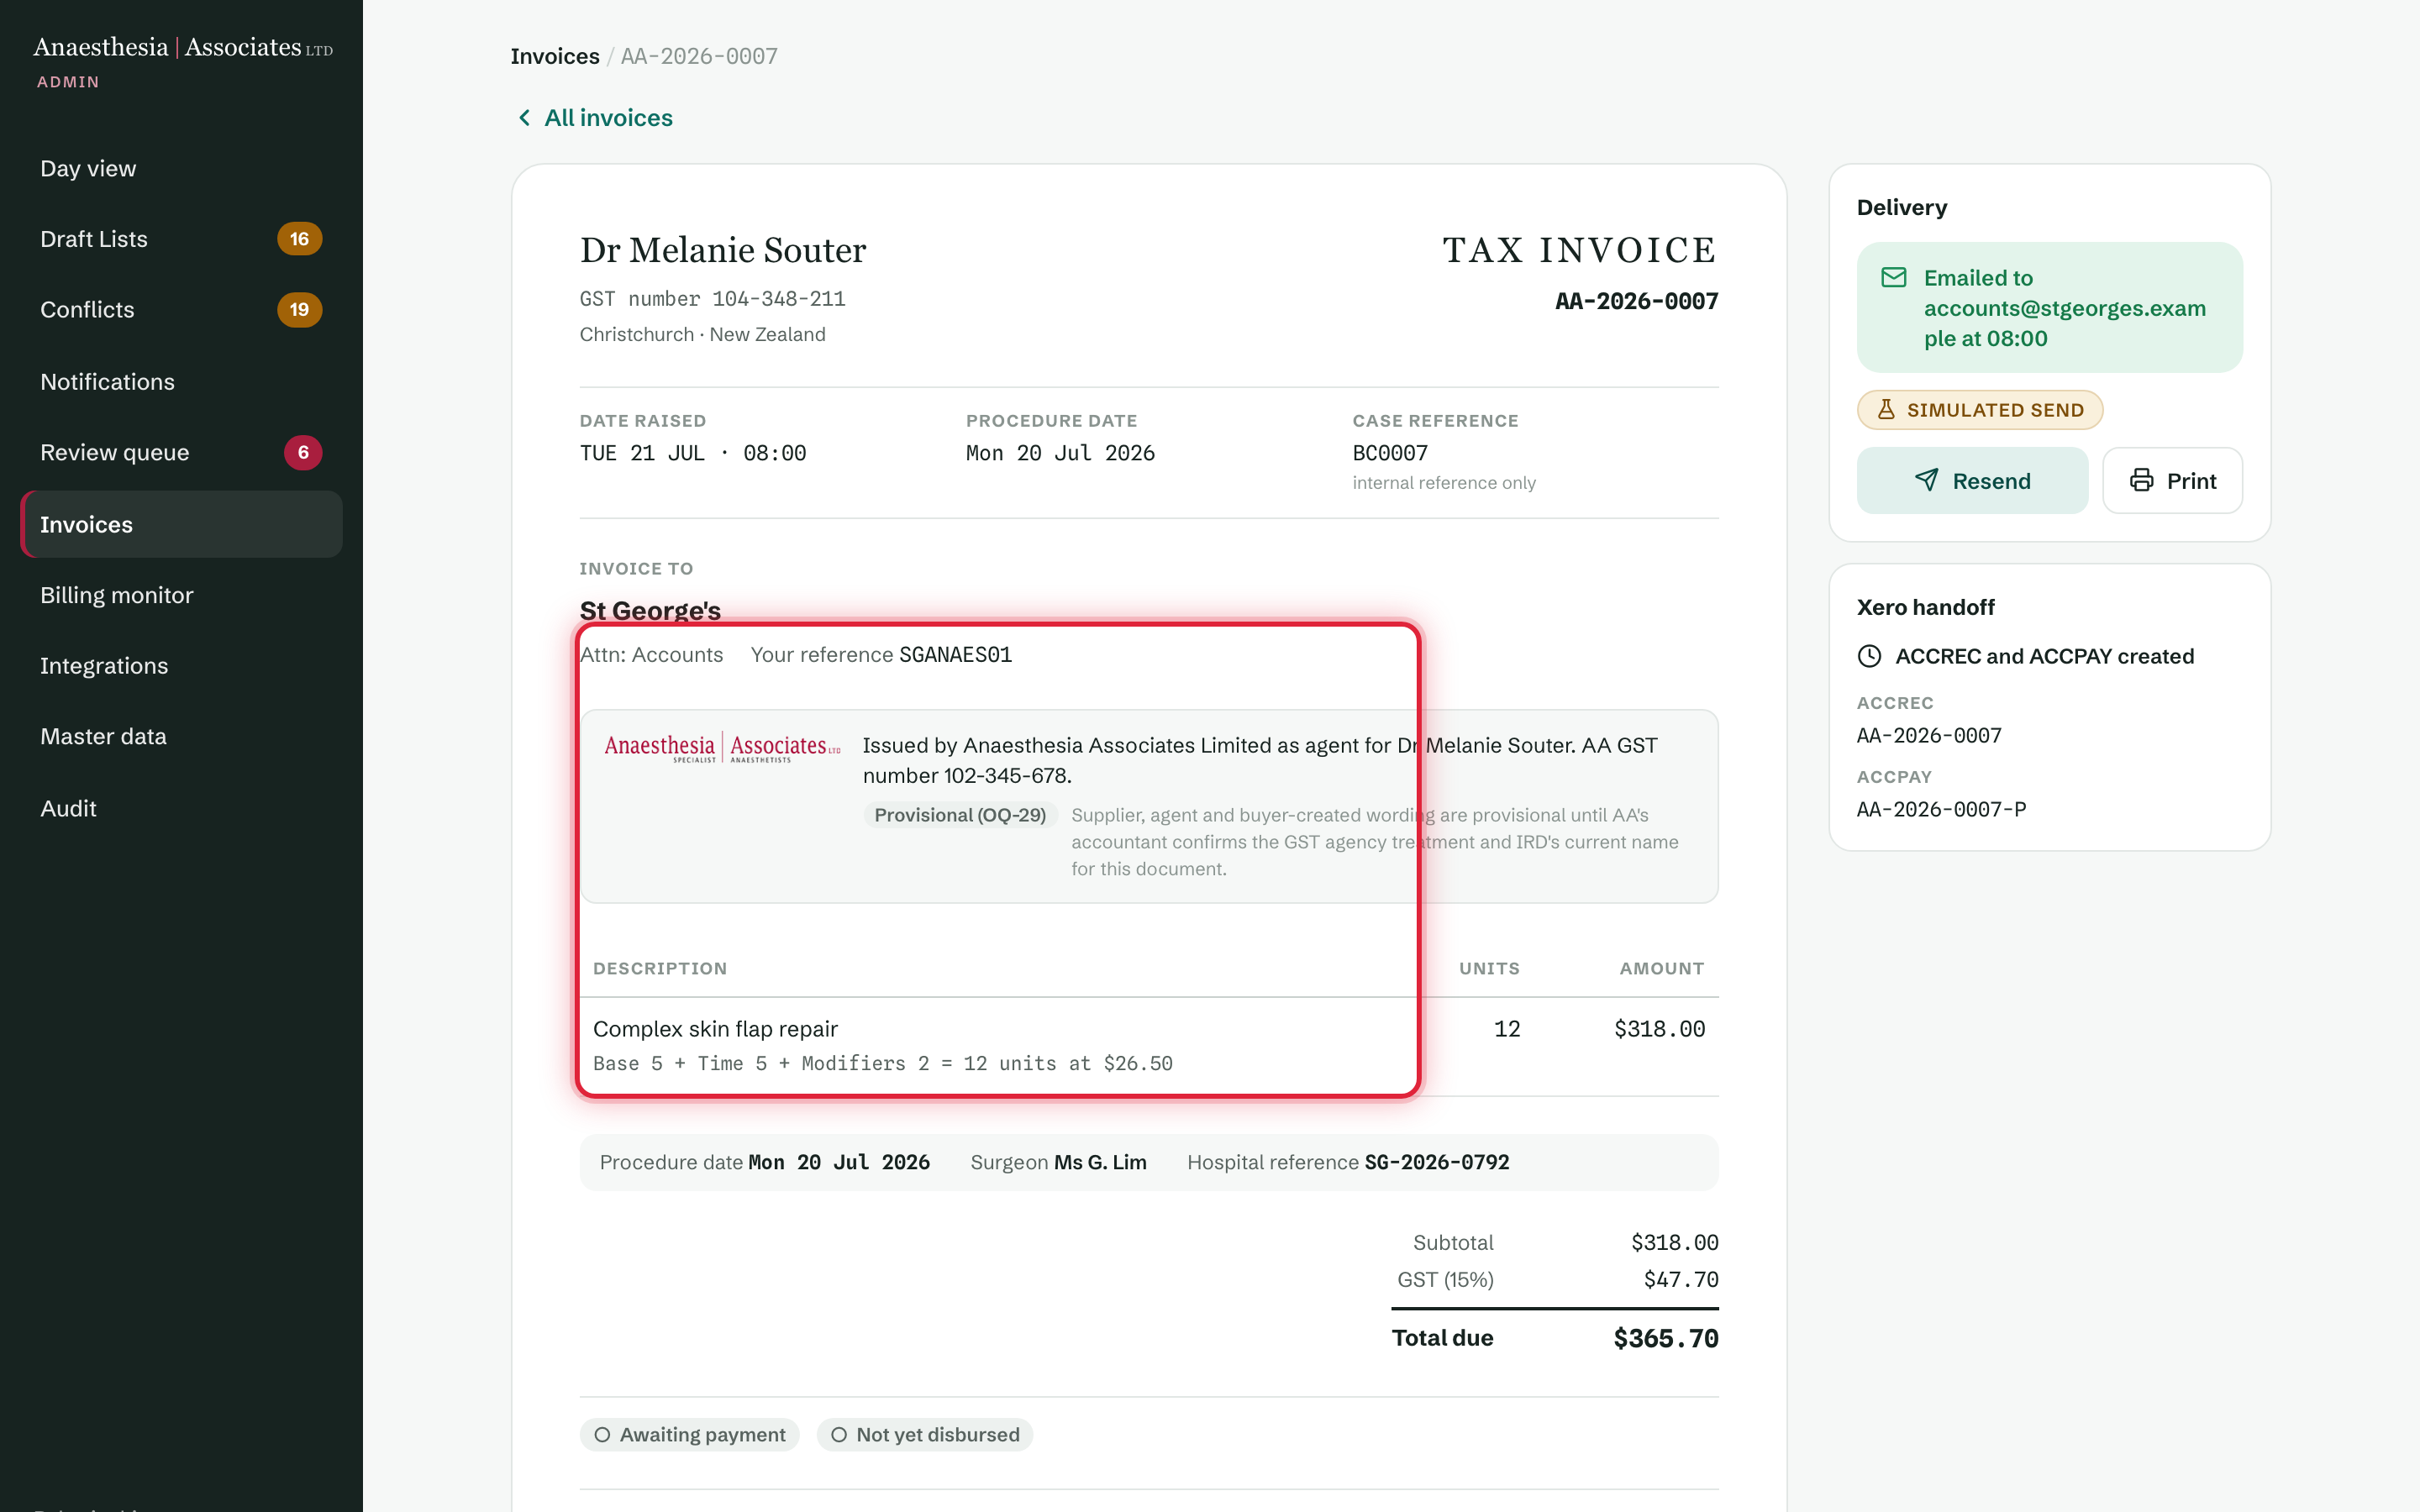 Anaesthesia | Associates LTD
ADMIN
Day view
Draft Lists 16
Conflicts 19
Notifications
Review queue 6
Invoices
Billing monitor
Integrations
Master data
Audit
Invoices / AA-2026-0007
All invoices
Dr Melanie Souter
GST number 104-348-211
Christchurch · New Zealand
TAX INVOICE
AA-2026-0007
DATE RAISED
TUE 21 JUL · 08:00
PROCEDURE DATE
Mon 20 Jul 2026
CASE REFERENCE
BC0007
internal reference only
INVOICE TO
St George's
Attn: Accounts Your reference SGANAES01
Anaesthesia | Associates LTD
SPECIALIST ANAESTHETISTS
Issued by Anaesthesia Associates Limited as agent for Dr Melanie Souter. AA GST
number 102-345-678.
Provisional (OQ-29) Supplier, agent and buyer-created wording are provisional until AA's
accountant confirms the GST agency treatment and IRD's current name
for this document.
DESCRIPTION UNITS AMOUNT
Complex skin flap repair 12 $318.00
Base 5 + Time 5 + Modifiers 2 = 12 units at $26.50
Procedure date Mon 20 Jul 2026 Surgeon Ms G. Lim Hospital reference SG-2026-0792
Subtotal $318.00
GST (15%) $47.70
Total due $365.70
Awaiting payment Not yet disbursed
Delivery
Emailed to
accounts@stgeorges.exam
ple at 08:00
SIMULATED SEND
Resend Print
Xero handoff
ACCREC and ACCPAY created
ACCREC
AA-2026-0007
ACCPAY
AA-2026-0007-P